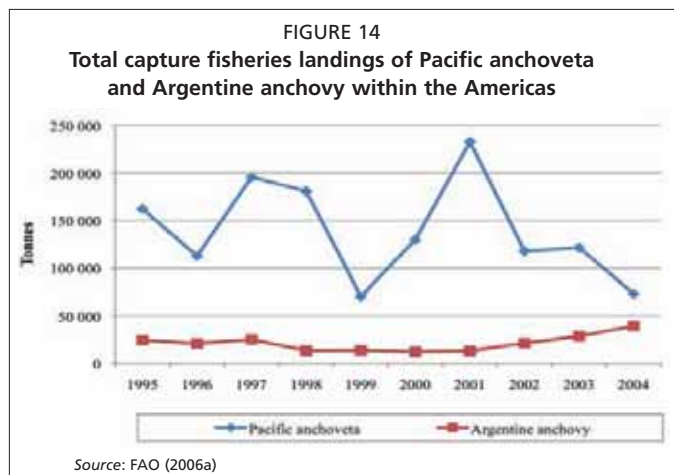 FIGURE 14
Total capture fisheries landings of Pacific anchoveta
and Argentine anchovy within the Americas
250 000
200 000
150 000
100 000
50 000
0
Tonnes
1995 1996 1997 1998 1999 2000 2001 2002 2003 2004
Pacific anchoveta Argentine anchovy
Source: FAO (2006a)